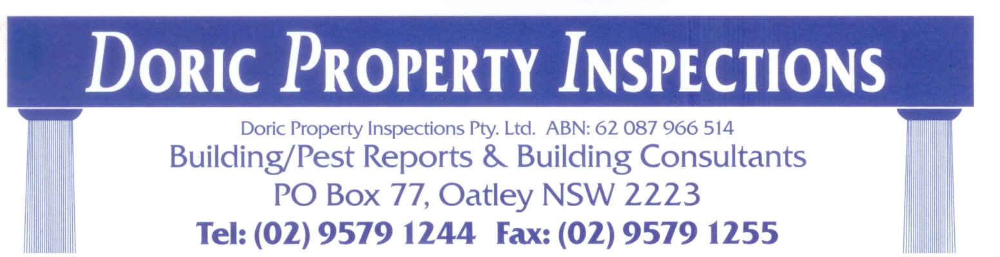 DORIC PROPERTY INSPECTIONS
Doric Property Inspections Pty. Ltd. ABN: 62 087 966 514
Building/Pest Reports & Building Consultants
PO Box 77, Oatley NSW 2223
Tel: (02) 9579 1244 Fax: (02) 9579 1255